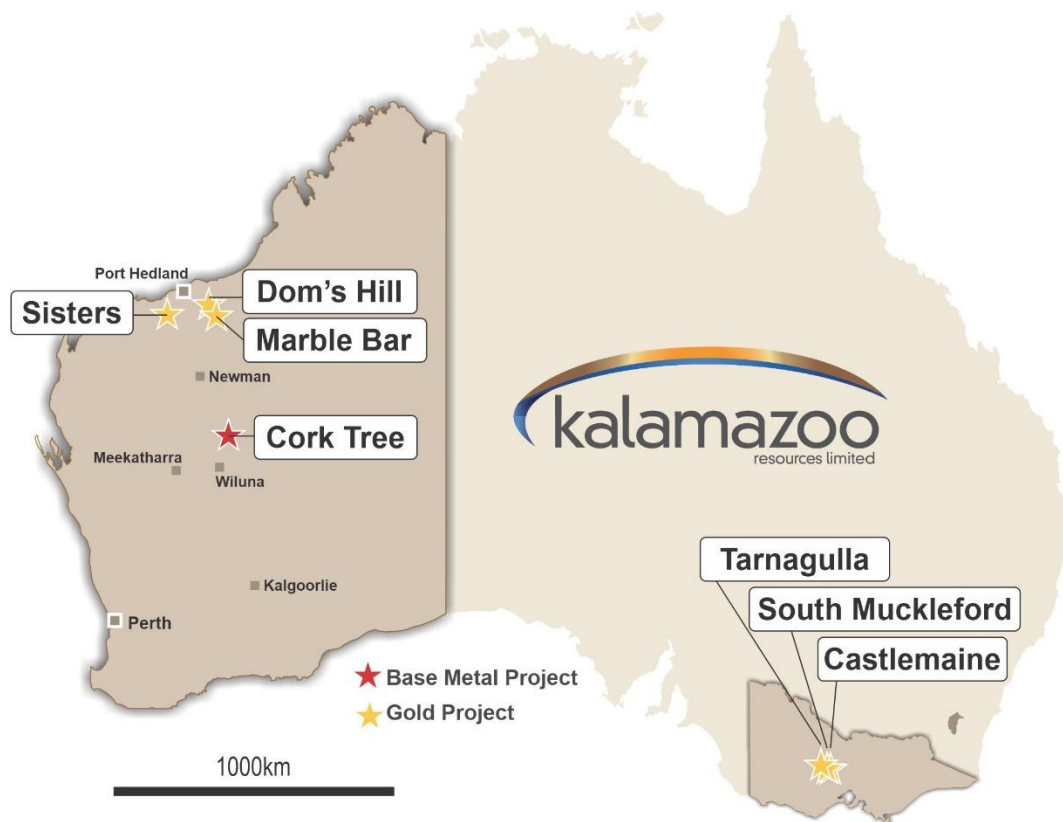 Port Hedland
Dom's Hill
Sisters
Marble Bar
Newman
Cork Tree
Meekatharra
Wiluna
kalamazoo
resources limited
Kalgoorlie
Perth
Tarnagulla
South Muckleford
Castlemaine
Base Metal Project
Gold Project
1000km